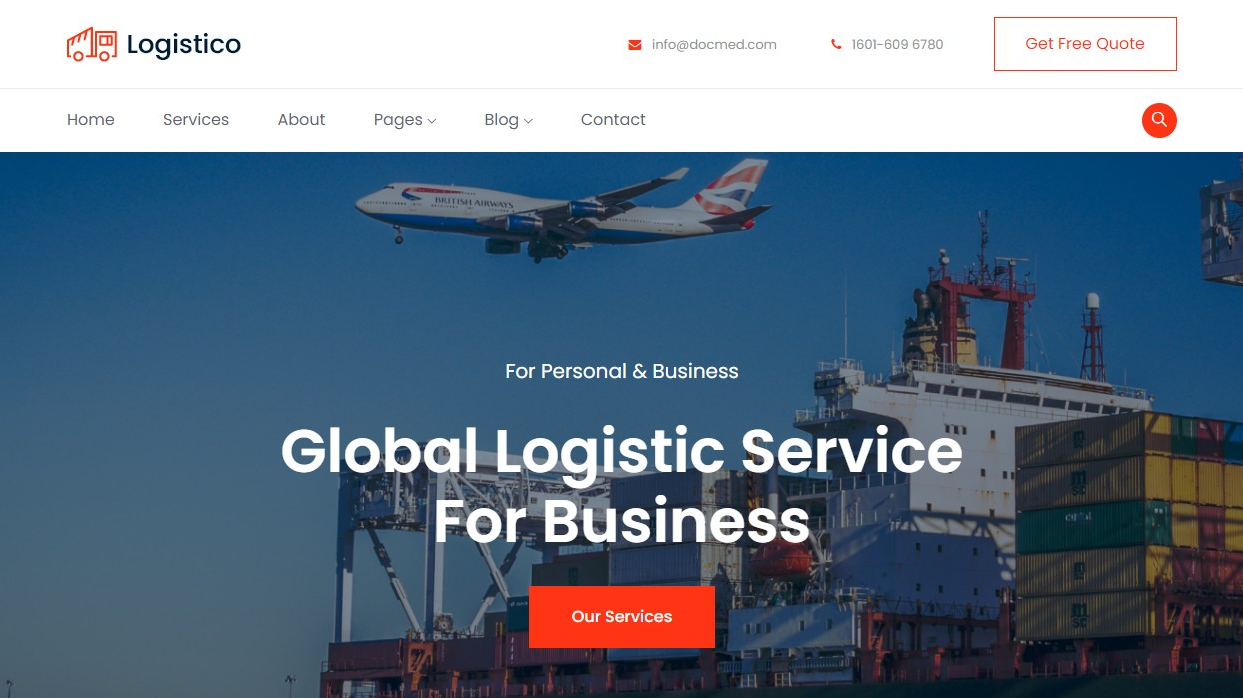 Logistico
info@docmed.com
1601-609 6780
Get Free Quote
Home
Services
About
Pages
Blog
Contact
BRITISH AIRWAYS
For Personal & Business
Global Logistic Service
For Business
Our Services